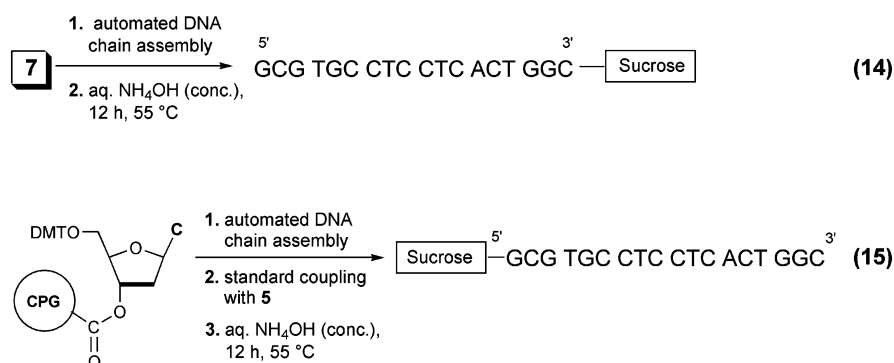 1. automated DNA
chain assembly
7
2. aq. NH₄OH (conc.),
12 h, 55 °C
5'
3'
GCG TGC CTC CTC ACT GGC
Sucrose
(14)
DMTO
O
C
CPG
O
C
O
1. automated DNA
chain assembly
2. standard coupling
with 5
3. aq. NH₄OH (conc.),
12 h, 55 °C
Sucrose
5'
3'
GCG TGC CTC CTC ACT GGC
(15)